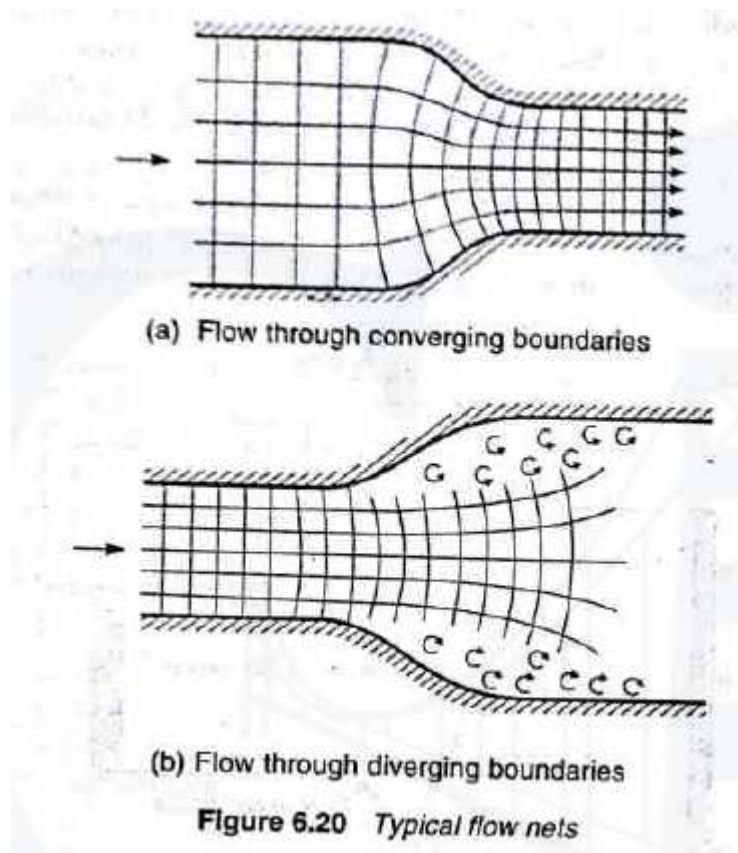 (a) Flow through converging boundaries
(b) Flow through diverging boundaries
Figure 6.20 Typical flow nets